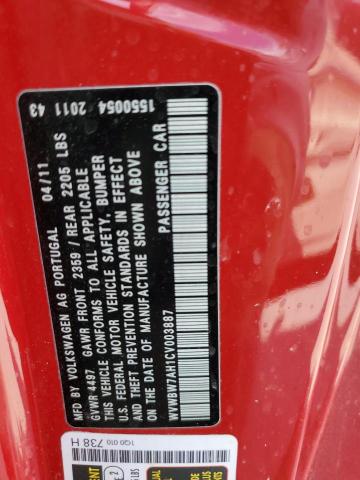 1550054 2011 43
MFD BY VOLKSWAGEN AG PORTUGAL 04/11
GVWR 4497 GAWR FRONT 2359 / REAR 2205 LBS
THIS VEHICLE CONFORMS TO ALL APPLICABLE.
U.S. FEDERAL MOTOR VEHICLE SAFETY, BUMPER
AND THEFT PREVENTION STANDARDS IN EFFECT
ON THE DATE OF MANUFACTURE SHOWN ABOVE
PASSENGER CAR
WVWBW7AH1CV003887
1Q0 010 738 H